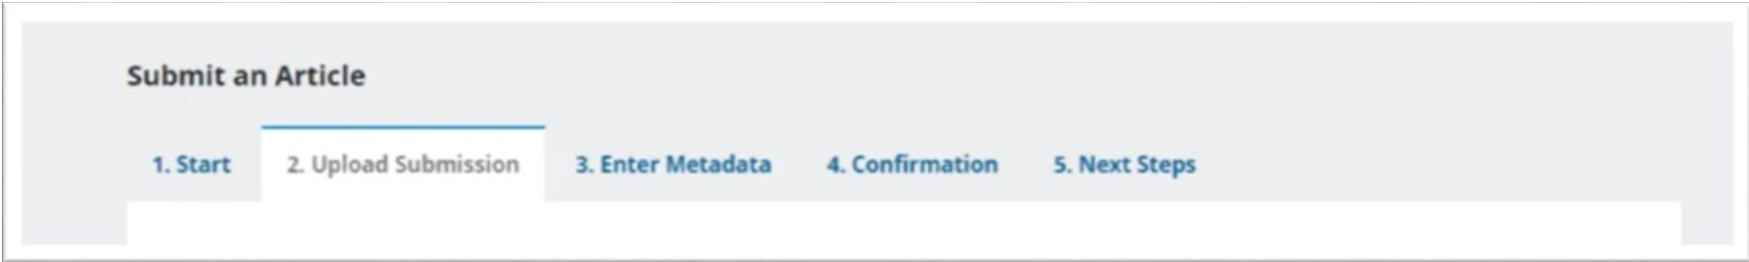 Submit an Article
1. Start 2. Upload Submission 3. Enter Metadata 4. Confirmation 5. Next Steps